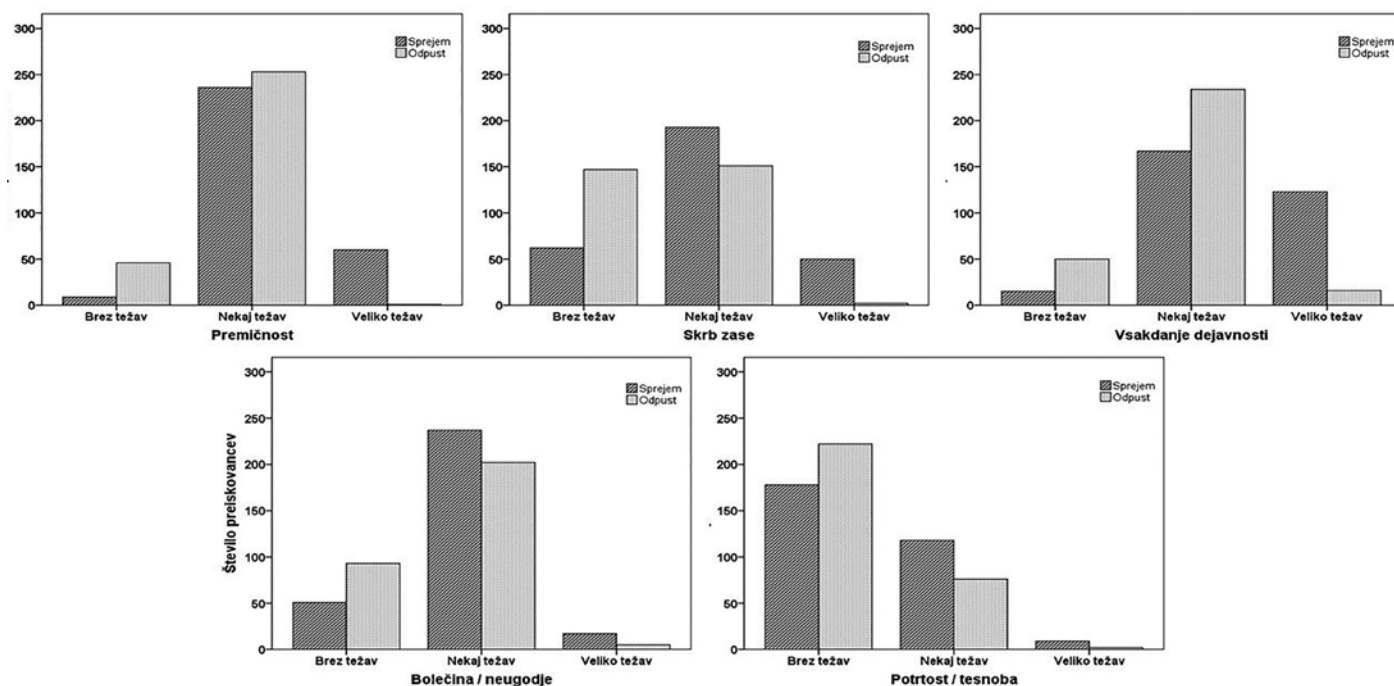 300
250
200
150
100
50
0
Sprejem
Odpust
Brez težav Nekaj težav Veliko težav
Premičnost
300
250
200
150
100
50
0
Sprejem
Odpust
Brez težav Nekaj težav Veliko težav
Skrb zase
300
250
200
150
100
50
0
Sprejem
Odpust
Brez težav Nekaj težav Veliko težav
Vsakdanje dejavnosti
Število preiskovancev
300
250
200
150
100
50
0
Sprejem
Odpust
Brez težav Nekaj težav Veliko težav
Bolečina / neugodje
300
250
200
150
100
50
0
Sprejem
Odpust
Brez težav Nekaj težav Veliko težav
Potrtost / tesnoba